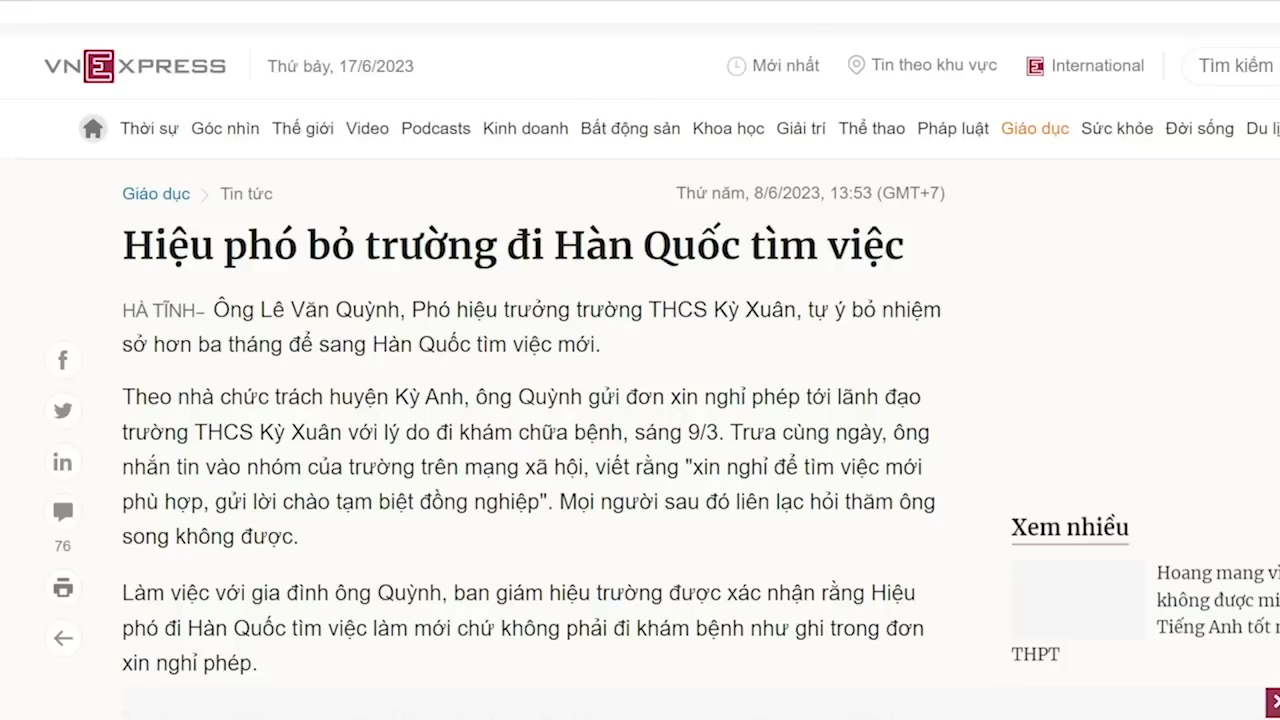 VNEXPRESS
Thứ bảy, 17/6/2023
Mới nhất
Tin theo khu vực
International
Tìm kiếm
Thời sự Góc nhìn Thế giới Video Podcasts Kinh doanh Bất động sản Khoa học Giải trí Thể thao Pháp luật Giáo dục Sức khỏe Đời sống Du
Giáo dục > Tin tức
Thứ năm, 8/6/2023, 13:53 (GMT+7)
Hiệu phó bỏ trường đi Hàn Quốc tìm việc
HÀ TĨNH– Ông Lê Văn Quỳnh, Phó hiệu trưởng trường THCS Kỳ Xuân, tự ý bỏ nhiệm
sở hơn ba tháng để sang Hàn Quốc tìm việc mới.
Theo nhà chức trách huyện Kỳ Anh, ông Quỳnh gửi đơn xin nghỉ phép tới lãnh đạo
trường THCS Kỳ Xuân với lý do đi khám chữa bệnh, sáng 9/3. Trưa cùng ngày, ông
nhắn tin vào nhóm của trường trên mạng xã hội, viết rằng "xin nghỉ để tìm việc mới
phù hợp, gửi lời chào tạm biệt đồng nghiệp". Mọi người sau đó liên lạc hỏi thăm ông
song không được.
76
Làm việc với gia đình ông Quỳnh, ban giám hiệu trường được xác nhận rằng Hiệu
phó đi Hàn Quốc tìm việc làm mới chứ không phải đi khám bệnh như ghi trong đơn
xin nghỉ phép.
Xem nhiều
Hoang mang vì
không được
Tiếng Anh tốt
THPT